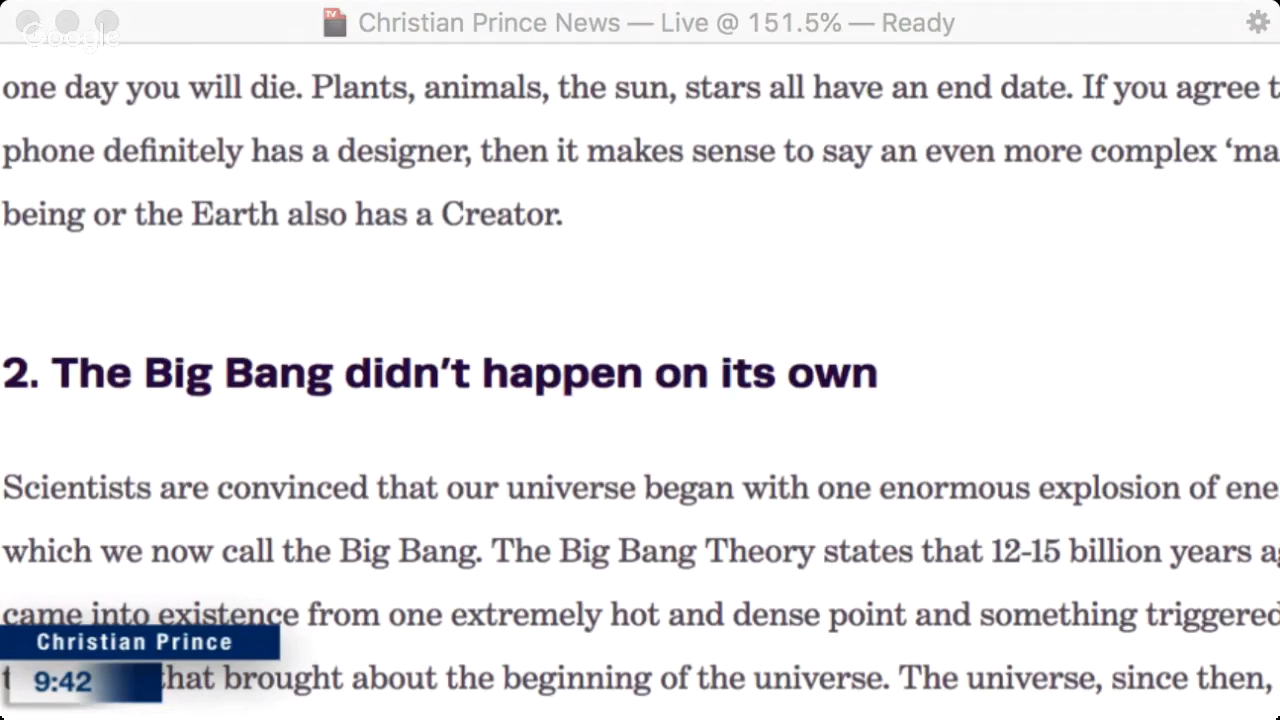 Christian Prince News — Live @ 151.5% — Ready
Google
one day you will die. Plants, animals, the sun, stars all have an end date. If you agree t
phone definitely has a designer, then it makes sense to say an even more complex ‘ma
being or the Earth also has a Creator.
2. The Big Bang didn’t happen on its own
Scientists are convinced that our universe began with one enormous explosion of ene
which we now call the Big Bang. The Big Bang Theory states that 12-15 billion years ag
came into existence from one extremely hot and dense point and something triggered
that brought about the beginning of the universe. The universe, since then,
Christian Prince
9:42